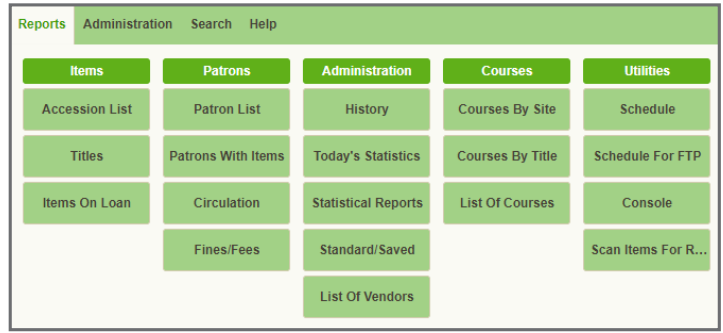 Reports Administration Search Help
Items Patrons Administration Courses Utilities
Accession List Patron List History Courses By Site Schedule
Titles Patrons With Items Today's Statistics Courses By Title Schedule For FTP
Items On Loan Circulation Statistical Reports List Of Courses Console
Fines/Fees Standard/Saved Scan Items For R...
List Of Vendors